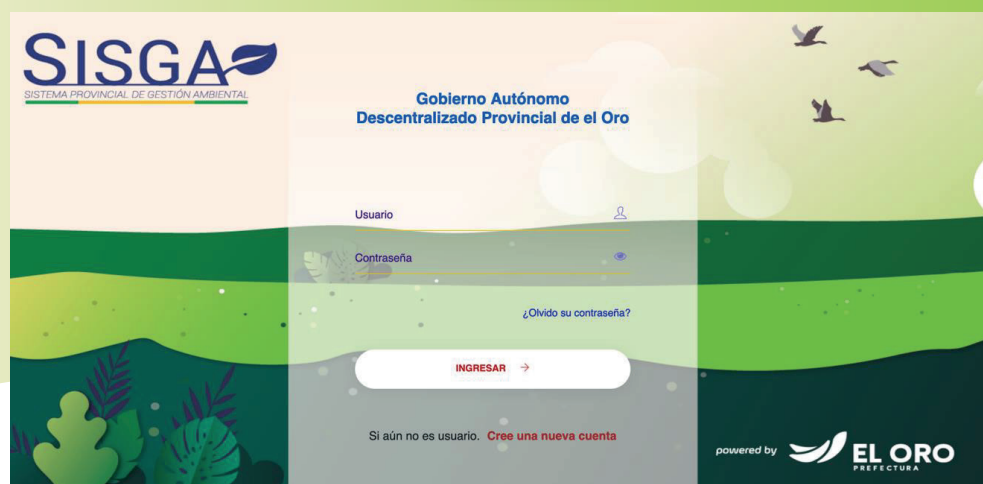 SISGA
SISTEMA PROVINCIAL DE GESTIÓN AMBIENTAL
Gobierno Autónomo
Descentralizado Provincial de el Oro
Usuario
Contraseña
¿Olvido su contraseña?
INGRESAR →
Si aún no es usuario. Cree una nueva cuenta
powered by EL ORO
PREFECTURA